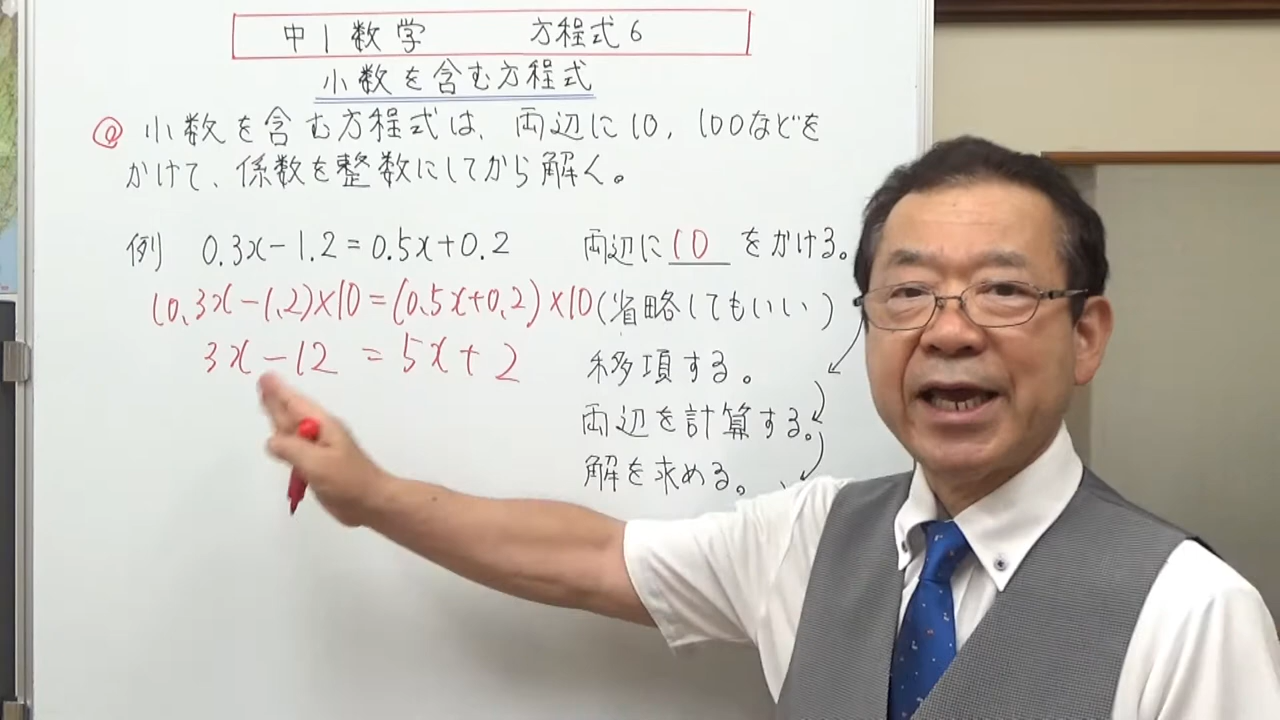 中1数学 方程式6
小数を含む方程式
@ 小数を含む方程式は、両辺に10, 100などを
かけて、係数を整数にしてから解く。
例 0.3x-1.2=0.5x+0.2 両辺に10をかける。
(0.3x-1.2)×10=(0.5x+0.2)×10(省略してもいい)
3x-12=5x+2 移項する。
両辺を計算する。
解を求める。